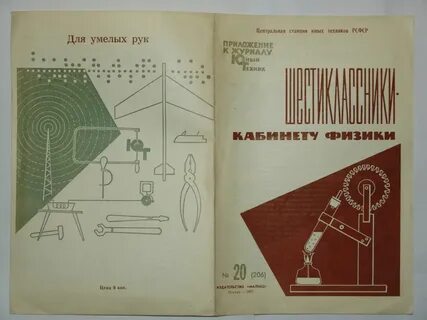 Для умелых рук
ЮТ
Цена 9 коп.
Центральная станция юных техников РСФСР
ПРИЛОЖЕНИЕ
К ЖУРНАЛУ
Юный
Техник
ШЕСТИКЛАССНИКИ-
КАБИНЕТУ ФИЗИКИ
№ 20 (206)
ИЗДАТЕЛЬСТВО «МАЛЫШ»